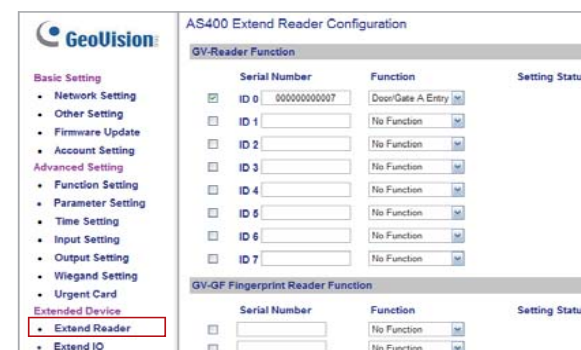 GeoVision
Basic Setting
Network Setting
Other Setting
Firmware Update
Account Setting
Advanced Setting
Function Setting
Parameter Setting
Time Setting
Input Setting
Output Setting
Wiegand Setting
Urgent Card
Extended Device
Extend Reader
Extend IO
AS400 Extend Reader Configuration
GV-Reader Function
Serial Number Function Setting Statu
ID 0 000000000007 Door/Gate A Entry
ID 1 No Function
ID 2 No Function
ID 3 No Function
ID 4 No Function
ID 5 No Function
ID 6 No Function
ID 7 No Function
GV-GF Fingerprint Reader Function
Serial Number Function Setting Statu
No Function
No Function